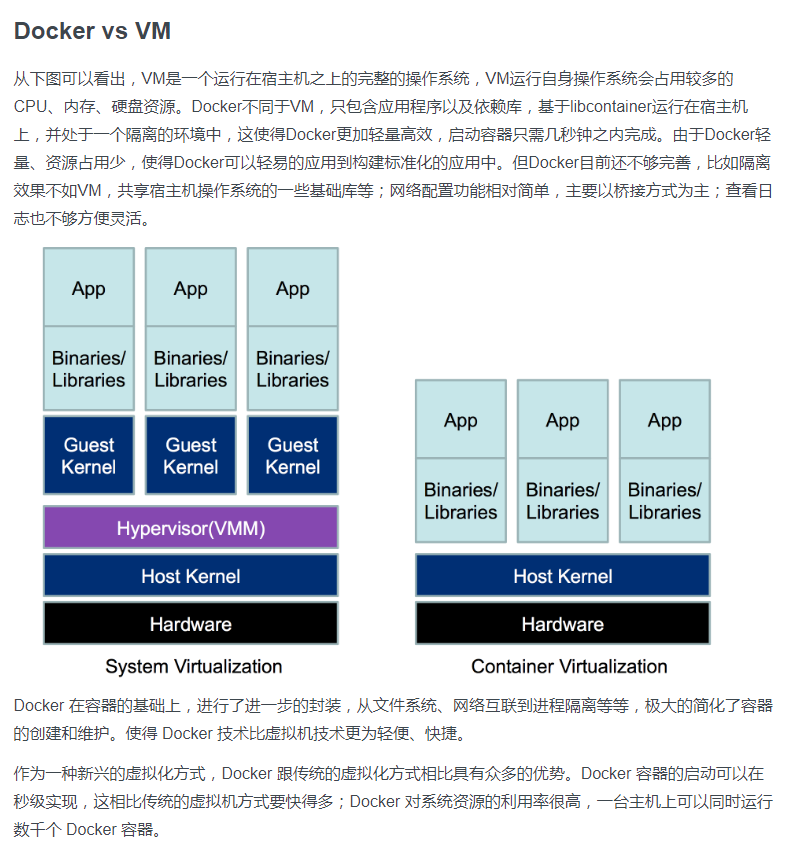 Docker vs VM
从下图可以看出，VM是一个运行在宿主机之上的完整的操作系统，VM运行自身操作系统会占用较多的
CPU、内存、硬盘资源。Docker不同于VM，只包含应用程序以及依赖库，基于libcontainer运行在宿主机
上，并处于一个隔离的环境中，这使得Docker更加轻量高效，启动容器只需几秒钟之内完成。由于Docker轻
量、资源占用少，使得Docker可以轻易的应用到构建标准化的应用中。但Docker目前还不够完善，比如隔离
效果不如VM，共享宿主机操作系统的一些基础库等；网络配置功能相对简单，主要以桥接方式为主；查看日
志也不够方便灵活。
App
App
App
Binaries/
Libraries
Binaries/
Libraries
Binaries/
Libraries
Guest
Kernel
Guest
Kernel
Guest
Kernel
Hypervisor(VMM)
Host Kernel
Hardware
System Virtualization
App
App
App
Binaries/
Libraries
Binaries/
Libraries
Binaries/
Libraries
Host Kernel
Hardware
Container Virtualization
Docker 在容器的基础上，进行了进一步的封装，从文件系统、网络互联到进程隔离等等，极大的简化了容器
的创建和维护。使得 Docker 技术比虚拟机技术更为轻便、快捷。
作为一种新兴的虚拟化方式，Docker 跟传统的虚拟化方式相比具有众多的优势。Docker 容器的启动可以在
秒级实现，这相比传统的虚拟机方式要快得多；Docker 对系统资源的利用率很高，一台主机上可以同时运行
数千个 Docker 容器。